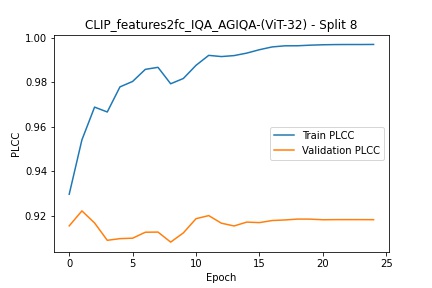 CLIP_features2fc_IQA_AGIQA-(ViT-32) - Split 8
1.00
0.98
0.96
0.94
0.92
PLCC
Train PLCC
Validation PLCC
0 5 10 15 20 25
Epoch